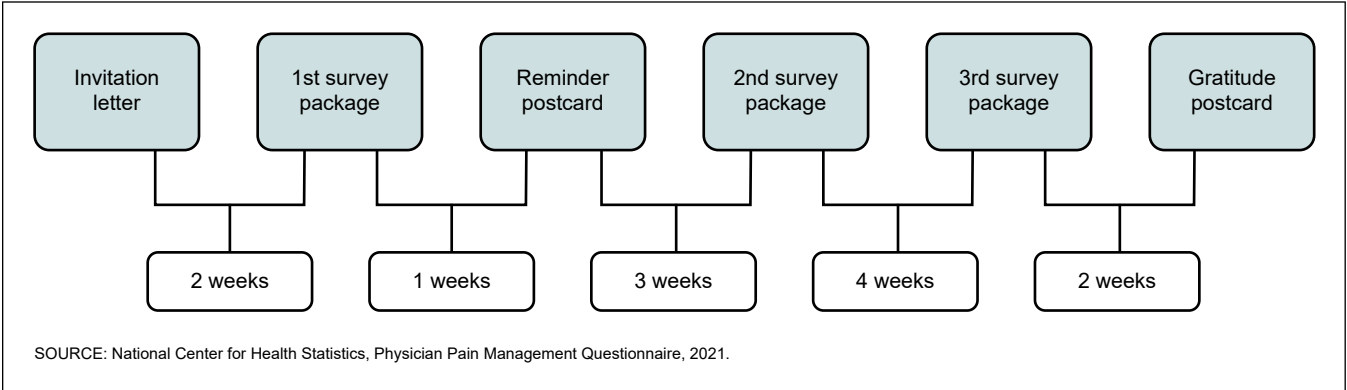 Invitation
letter
1st survey
package
Reminder
postcard
2nd survey
package
3rd survey
package
Gratitude
postcard
2 weeks
1 weeks
3 weeks
4 weeks
2 weeks
SOURCE: National Center for Health Statistics, Physician Pain Management Questionnaire, 2021.